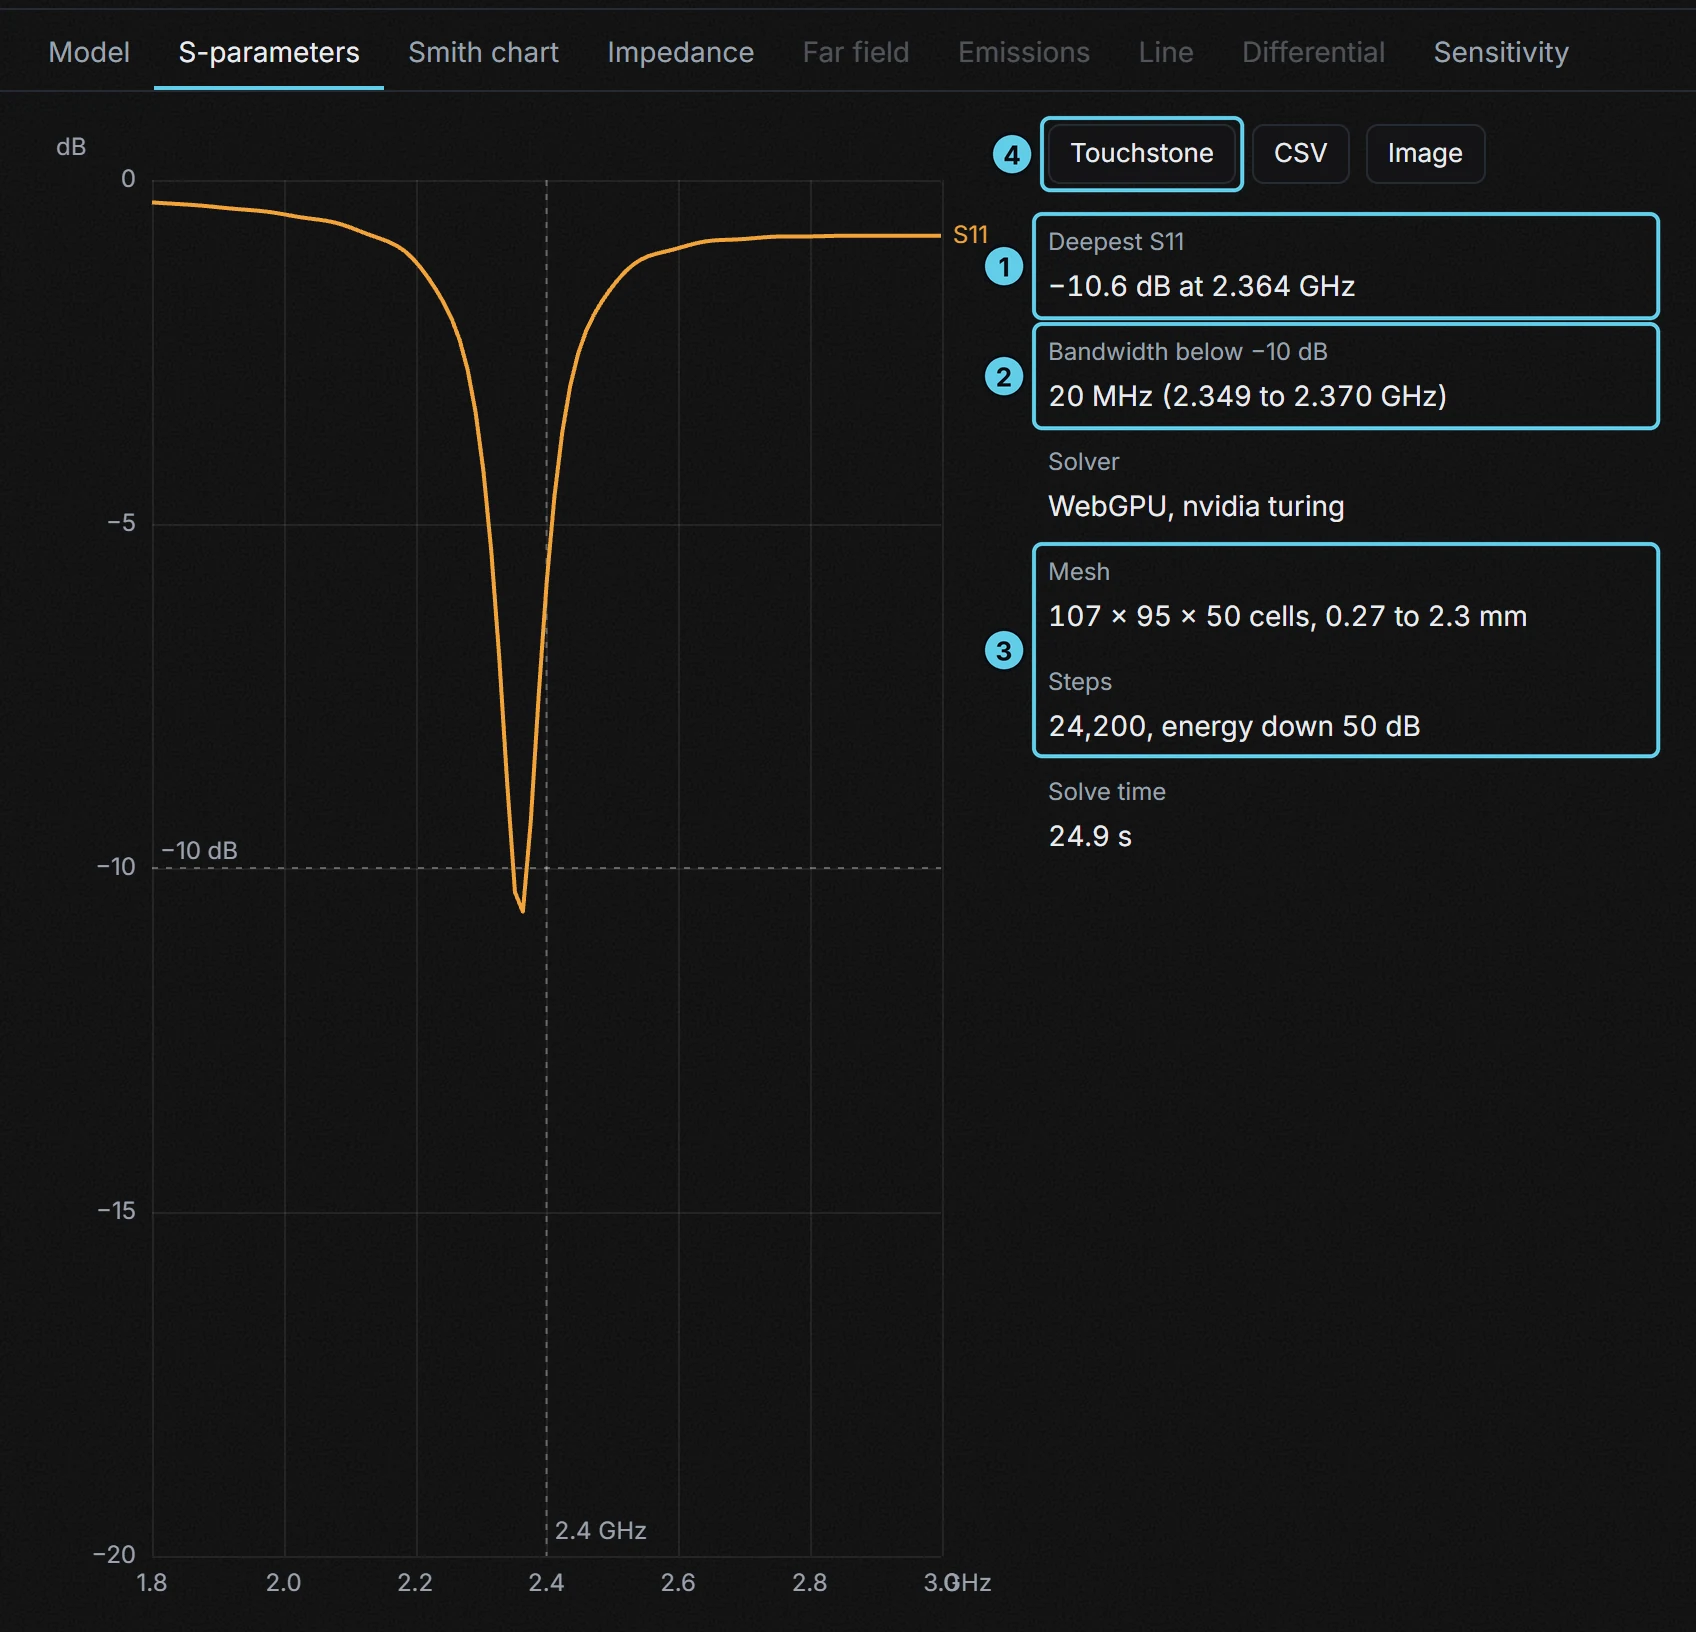 Model S-parameters Smith chart Impedance Far field Emissions Line Differential Sensitivity
dB
4 Touchstone CSV Image
0
S11
1
Deepest S11
−10.6 dB at 2.364 GHz
2
Bandwidth below −10 dB
20 MHz (2.349 to 2.370 GHz)
Solver
WebGPU, nvidia turing
−5
3
Mesh
107 × 95 × 50 cells, 0.27 to 2.3 mm
Steps
24,200, energy down 50 dB
Solve time
24.9 s
−10 dB
−10
−15
2.4 GHz
−20
1.8 2.0 2.2 2.4 2.6 2.8 3.0 GHz